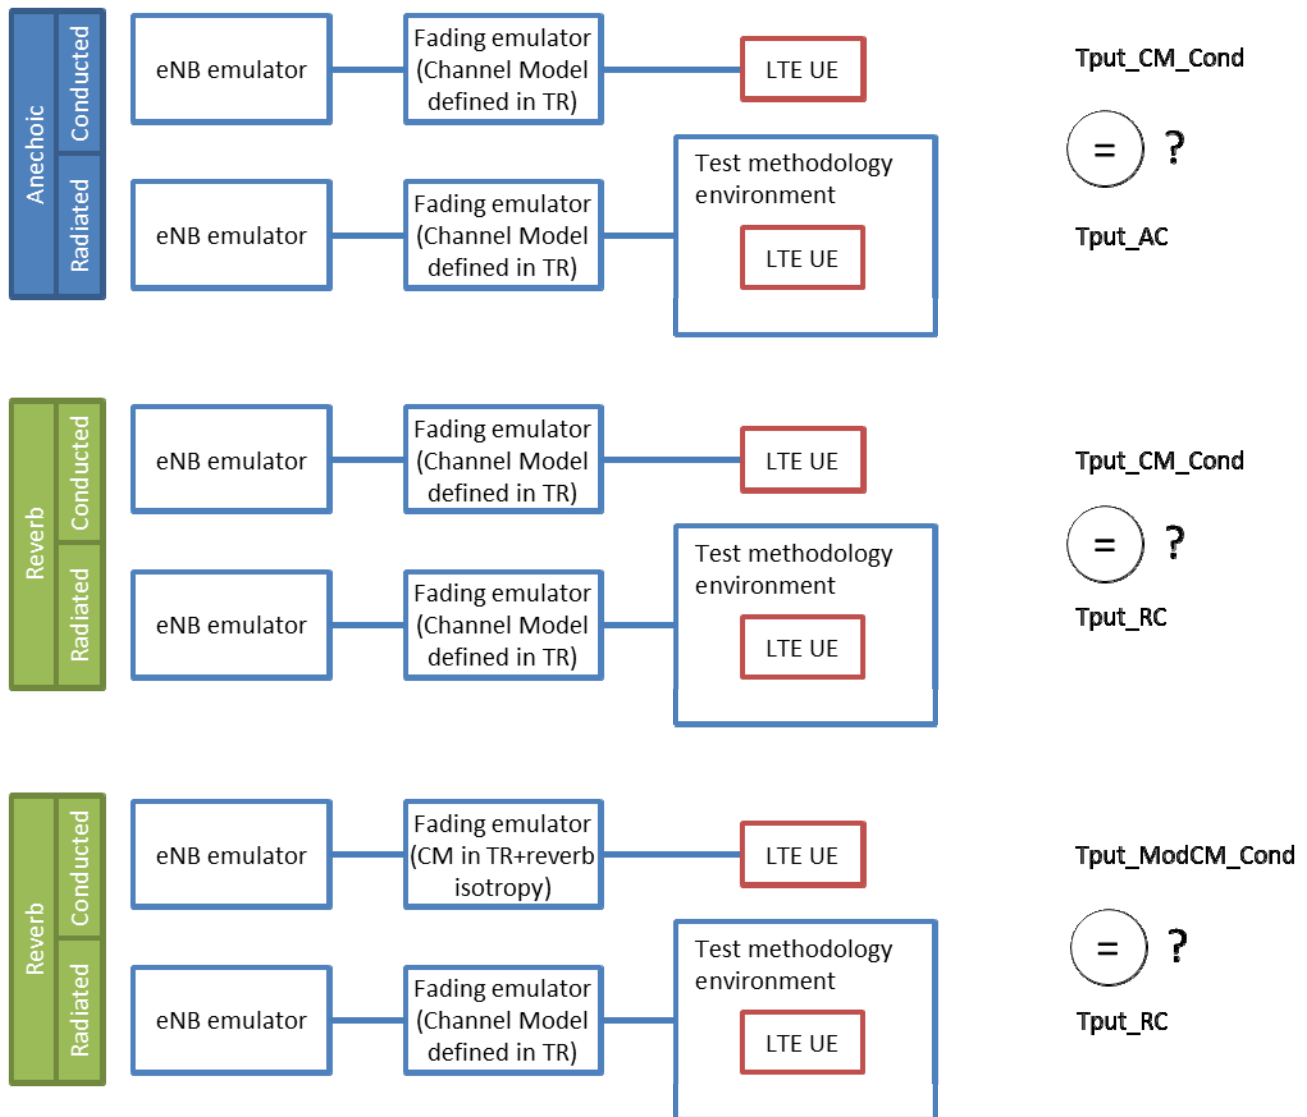 Anechoic
Conducted
Radiated
eNB emulator
Fading emulator
(Channel Model
defined in TR)
LTE UE
Tput_CM_Cond
= ?
eNB emulator
Fading emulator
(Channel Model
defined in TR)
Test methodology
environment
LTE UE
Tput_AC
Reverb
Conducted
Radiated
eNB emulator
Fading emulator
(Channel Model
defined in TR)
LTE UE
Tput_CM_Cond
= ?
eNB emulator
Fading emulator
(Channel Model
defined in TR)
Test methodology
environment
LTE UE
Tput_RC
Reverb
Conducted
Radiated
eNB emulator
Fading emulator
(CM in TR+reverb
isotropy)
LTE UE
Tput_ModCM_Cond
= ?
eNB emulator
Fading emulator
(Channel Model
defined in TR)
Test methodology
environment
LTE UE
Tput_RC